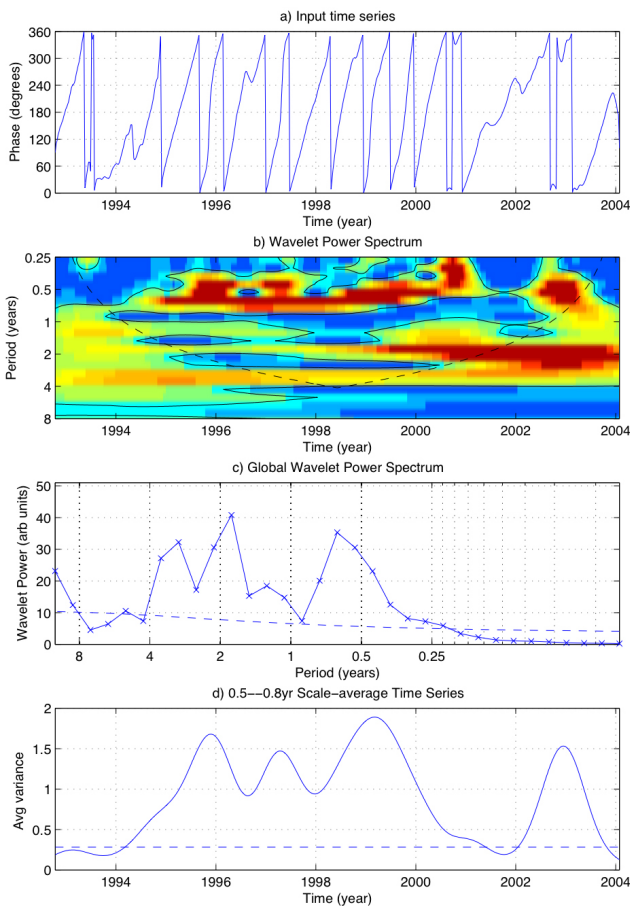 a) Input time series
360
300
240
180
120
60
0
Phase (degrees)
1994 1996 1998 2000 2002 2004
Time (year)
b) Wavelet Power Spectrum
0.25
0.5
1
2
4
8
Period (years)
1994 1996 1998 2000 2002 2004
Time (year)
c) Global Wavelet Power Spectrum
50
40
30
20
10
0
Wavelet Power (arb units)
8 4 2 1 0.5 0.25
Period (years)
d) 0.5−−0.8yr Scale−average Time Series
2
1.5
1
0.5
0
Avg variance
1994 1996 1998 2000 2002 2004
Time (year)